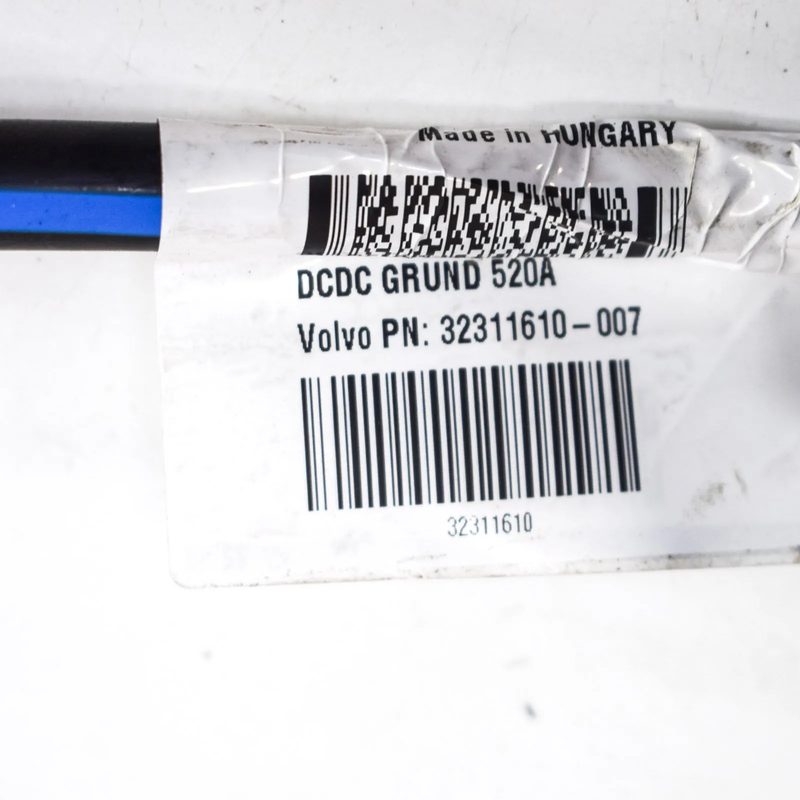 Made in HUNGARY
DCDC GRUND 520A
Volvo PN: 32311610-007
32311610